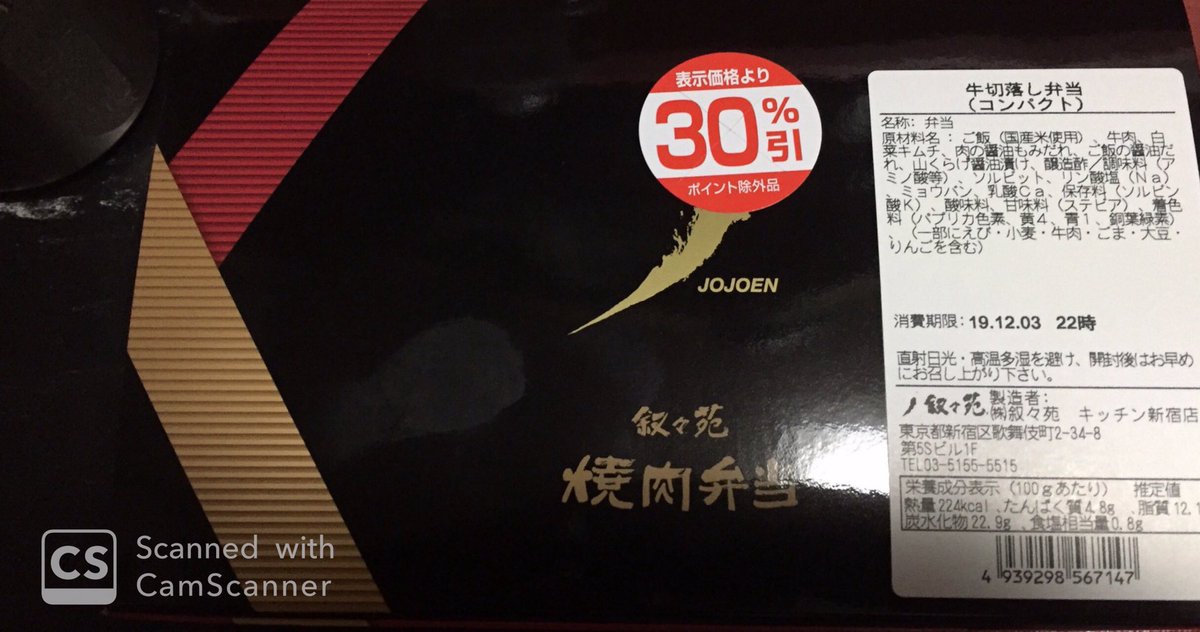 表示価格より
30%引
ポイント除外品
JOJOEN
叙々苑
焼肉弁当
牛切落し弁当
(コンパクト)
名称: 弁当
原材料名: ご飯(国産米使用)、牛肉、白
菜キムチ、肉の醤油もみだれ、ご飯の醤油だ
れ、山くらげ醤油漬け、醸造酢/調味料(ア
ミノ酸等)、ソルビット、リン酸塩(Na)
、ミョウバン、乳酸Ca、保存料(ソルビン
酸K)、酸味料、甘味料(ステビア)、着色
料(パプリカ色素、黄4、青1、銅葉緑素)
、(一部にえび・小麦・牛肉・ごま・大豆・
りんごを含む)
消費期限: 19.12.03 22時
直射日光・高温多湿を避け、開封後はお早め
にお召し上がり下さい。
叙々苑 製造者:
㈱叙々苑 キッチン新宿店
東京都新宿区歌舞伎町2-34-8
第5Sビル1F
TEL03-5155-5515
栄養成分表示(100gあたり) 推定値
熱量224kcal、たんぱく質4.8g、脂質12.1
炭水化物22.9g、食塩相当量0.8g
4 939298 567147
CS Scanned with
CamScanner